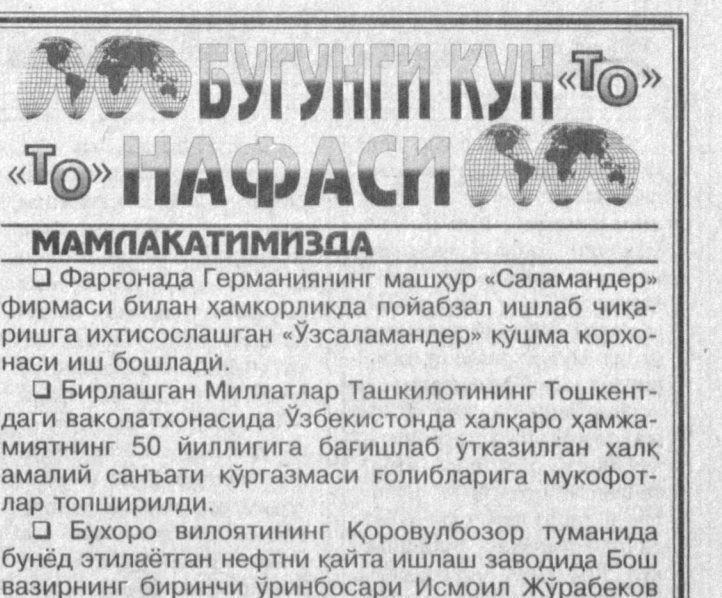 БУГУНГИ КУН «ТО»
«ТО» НАФАСИ
МАМЛАКАТИМИЗДА
❑ Фарғонада Германиянинг машҳур «Саламандер»
фирмаси билан ҳамкорликда пойабзал ишлаб чиқа-
ришга ихтисослашган «Ўзсаламандер» қўшма корхо-
наси иш бошлади.
❑ Бирлашган Миллатлар Ташкилотининг Тошкент-
даги ваколатхонасида Ўзбекистонда халқаро ҳамжа-
миятнинг 50 йиллигига бағишлаб ўтказилган халқ
амалий санъати кўргазмаси ғолибларига мукофот-
лар топширилди.
❑ Бухоро вилоятининг Қоровулбозор туманида
бунёд этилаётган нефтни қайта ишлаш заводида Бош
вазирнинг биринчи ўринбосари Исмоил Жўрабеков